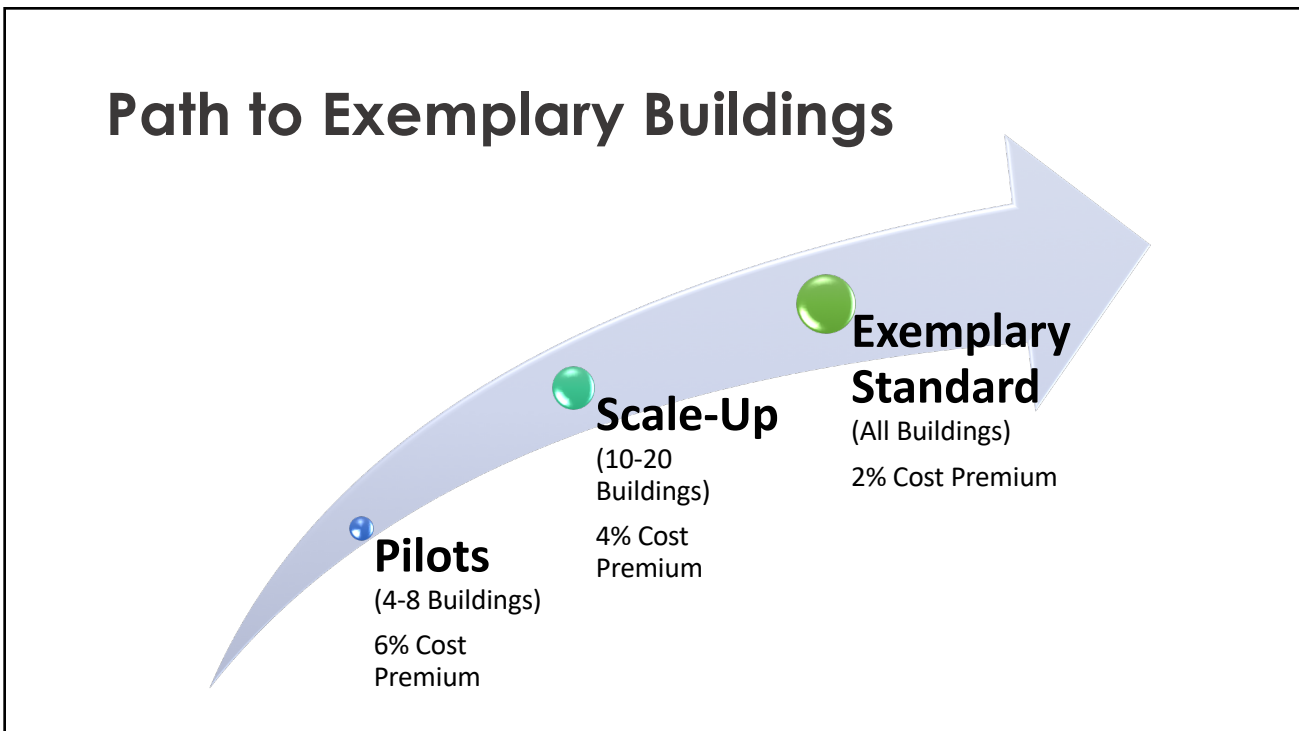 Path to Exemplary Buildings
Pilots
(4-8 Buildings)
6% Cost
Premium
Scale-Up
(10-20
Buildings)
4% Cost
Premium
Exemplary
Standard
(All Buildings)
2% Cost Premium